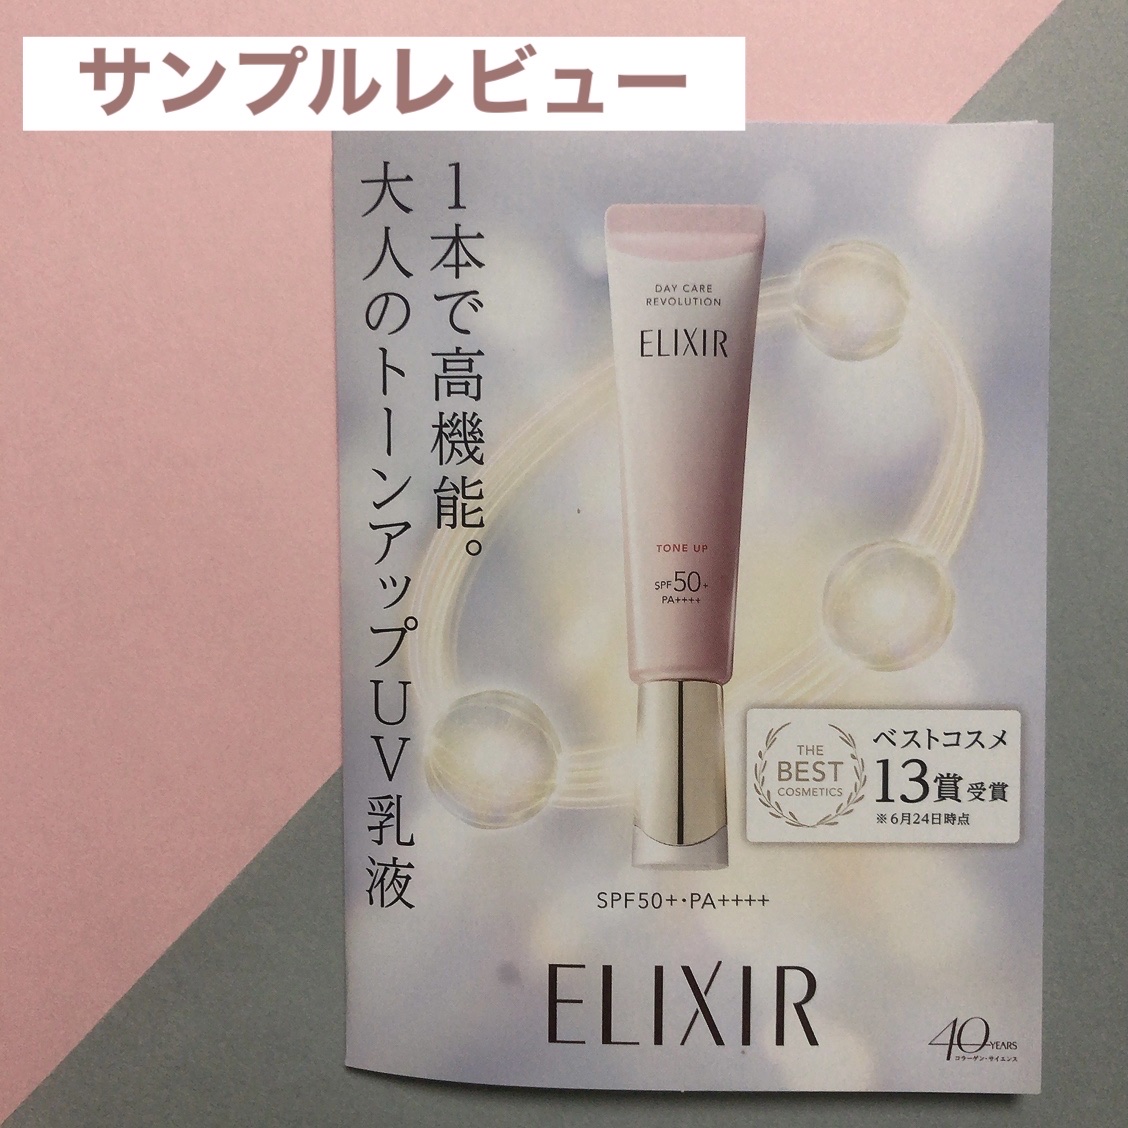 サンプルレビュー
1本で高機能。
大人のトーンアップUV乳液
DAY CARE
REVOLUTION
ELIXIR
TONE UP
SPF50+
PA++++
THE
BEST
COSMETICS
ベストコスメ
13賞受賞
※6月24日時点
SPF50+・PA++++
ELIXIR
40YEARS
コラーゲン・サイエンス